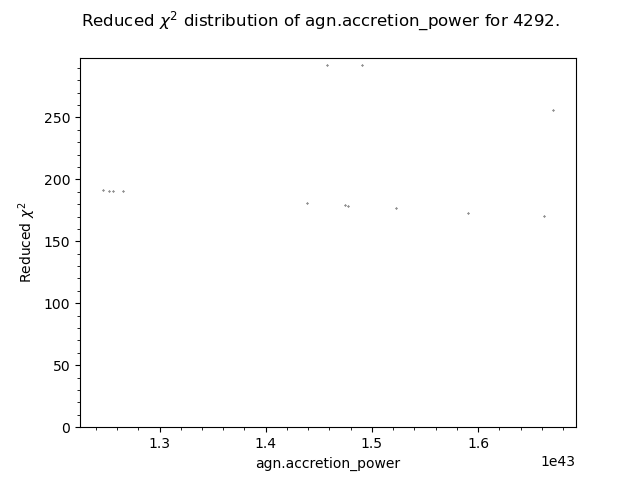 Reduced χ² distribution of agn.accretion_power for 4292.
250
200
150
100
50
0
Reduced χ²
1.3 1.4 1.5 1.6
1e43
agn.accretion_power